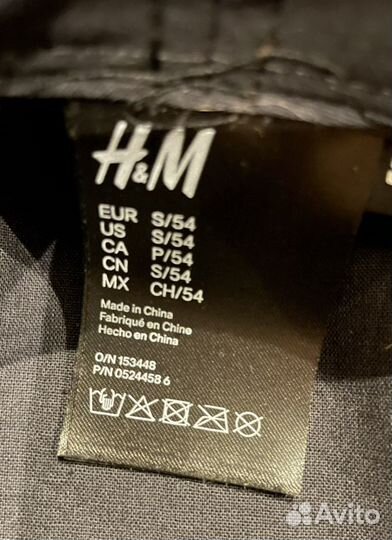 H&M
EUR S/54
US S/54
CA P/54
CN S/54
MX CH/54
Made in China
Fabriqué en Chine
Hecho en China
O/N 153448
P/N 0524458 6
Avito